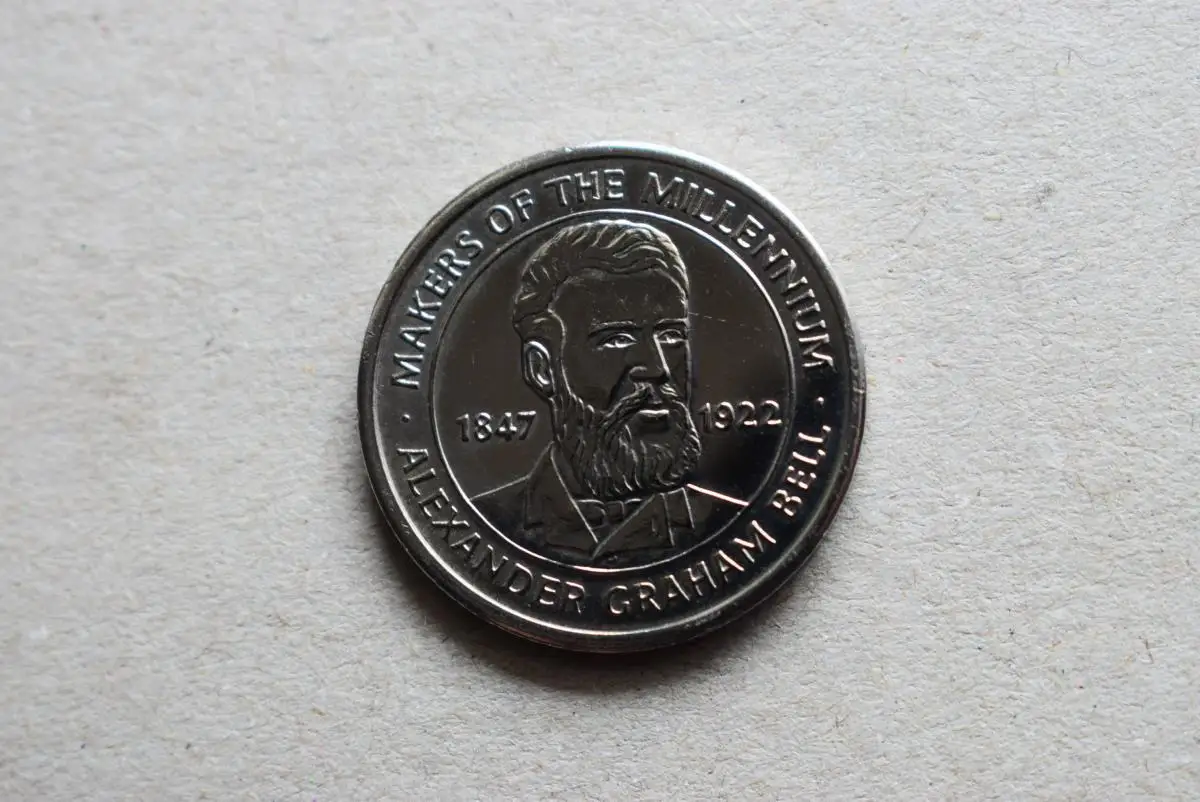 · MAKERS OF THE MILLENNIUM ·
1847 1922
ALEXANDER GRAHAM BELL